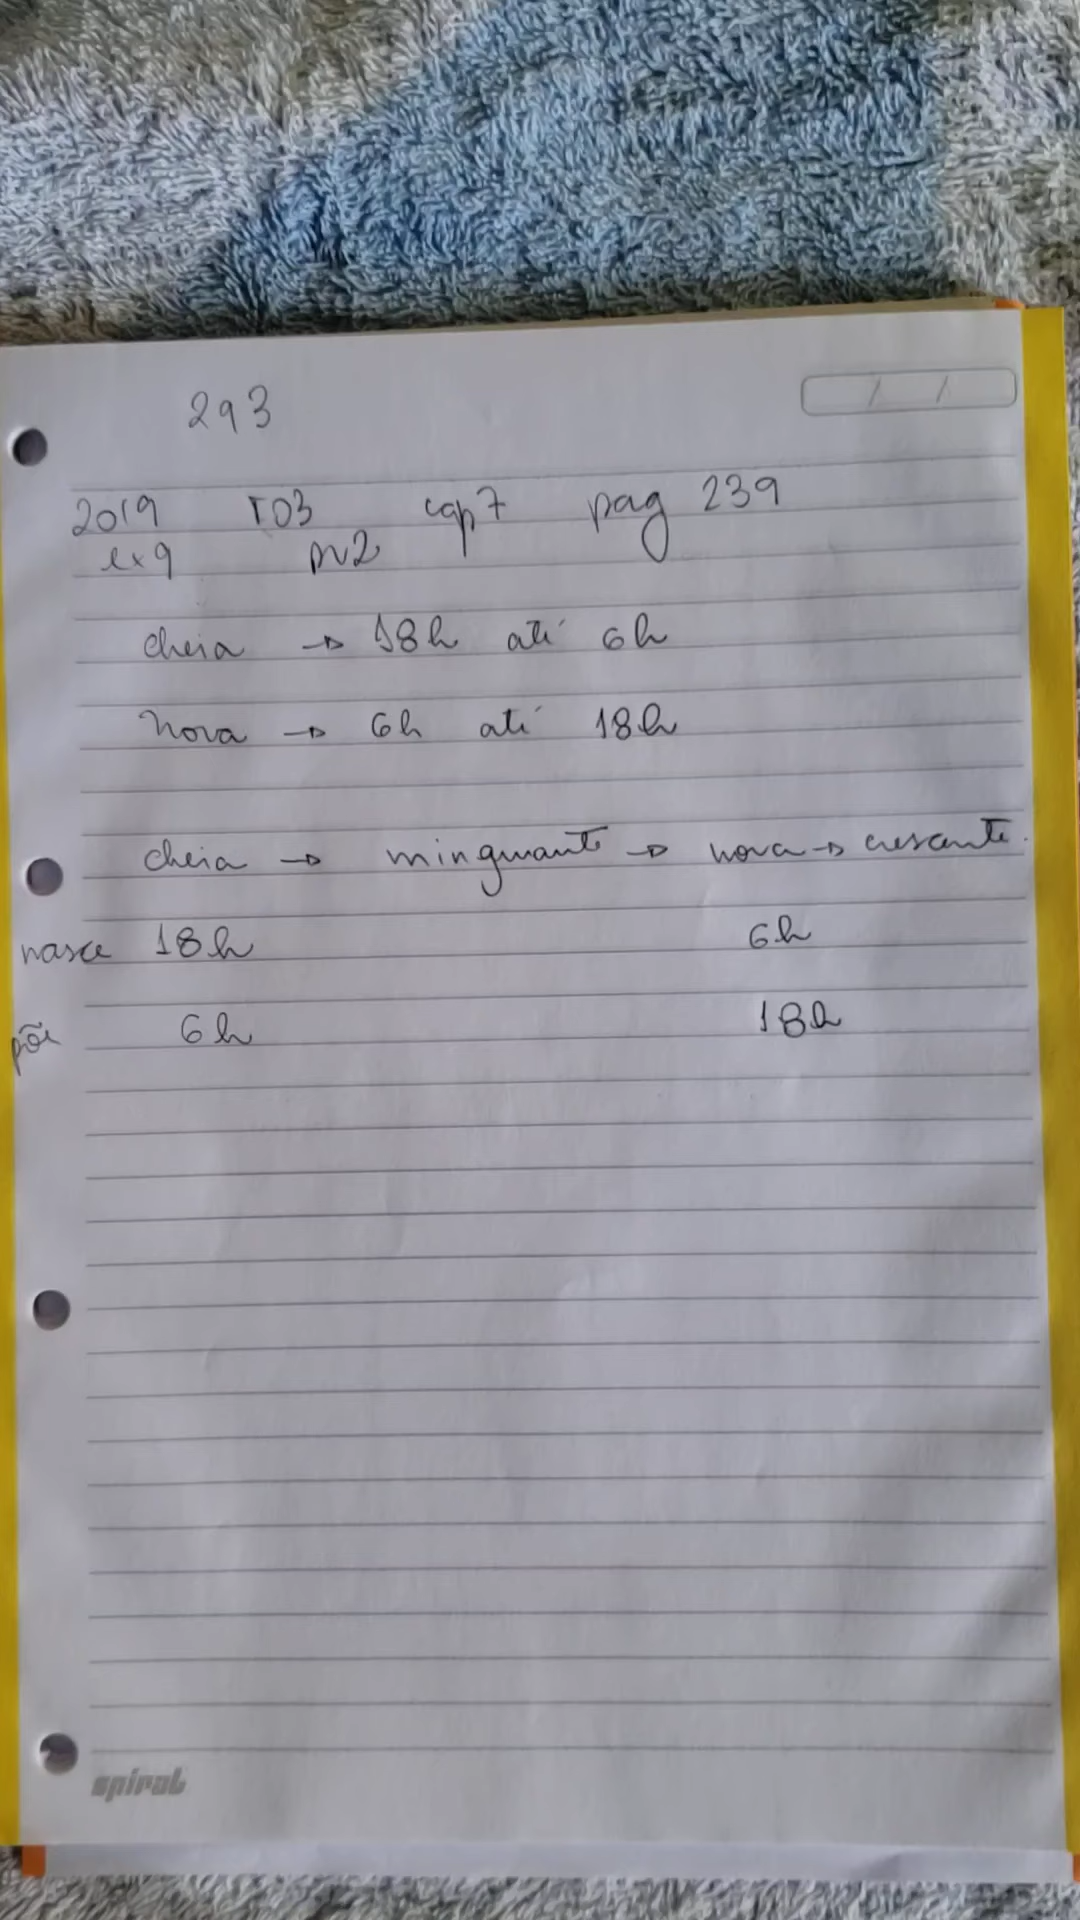 293
/ /
2019 T03 cap7 pag 239
ex9 pv2
cheia → 18h até 6h
nova → 6h até 18h
cheia → minguante → nova → crescente.
nasce 18h 6h
põe 6h 18h
spiral